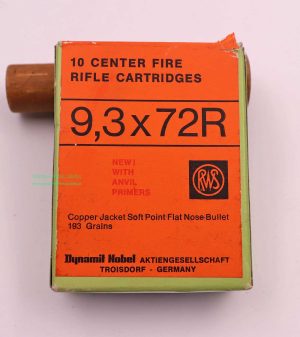 10 CENTER FIRE
RIFLE CARTRIDGES
9,3x72R
NEW!
WITH
ANVIL
PRIMERS
RWS
Copper Jacket Soft Point Flat Nose Bullet
193 Grains
Dynamit Nobel AKTIENGESELLSCHAFT
TROISDORF - GERMANY